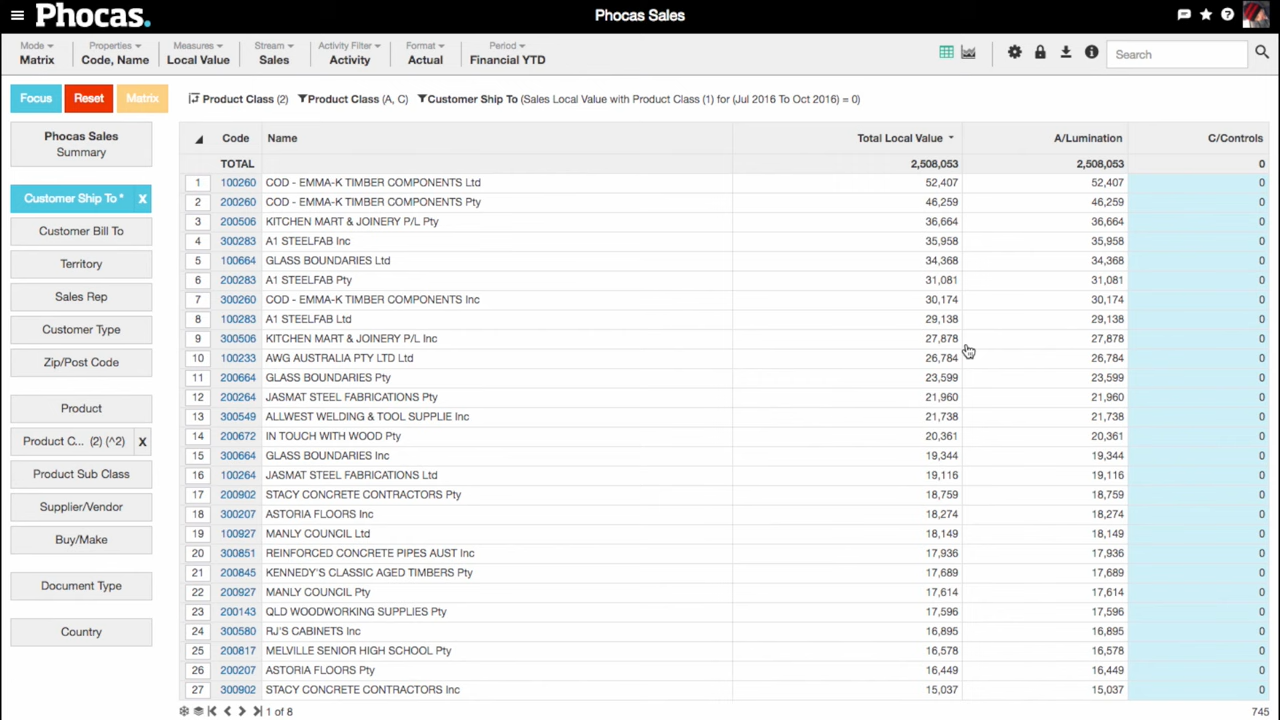 Phocas.
Phocas Sales
Mode Properties Measures Stream Activity Filter Format Period
Matrix Code, Name Local Value Sales Activity Actual Financial YTD
Search
Focus Reset Matrix
Product Class (2) Product Class (A, C) Customer Ship To (Sales Local Value with Product Class (1) for (Jul 2016 To Oct 2016) = 0)
Phocas Sales
Summary
Customer Ship To * X
Customer Bill To
Territory
Sales Rep
Customer Type
Zip/Post Code
Product
Product C... (2) (^2) X
Product Sub Class
Supplier/Vendor
Buy/Make
Document Type
Country
Code Name Total Local Value A/Lumination C/Controls
TOTAL 2,508,053 2,508,053 0
1 100260 COD - EMMA-K TIMBER COMPONENTS Ltd 52,407 52,407 0
2 200260 COD - EMMA-K TIMBER COMPONENTS Pty 46,259 46,259 0
3 200506 KITCHEN MART & JOINERY P/L Pty 36,664 36,664 0
4 300283 A1 STEELFAB Inc 35,958 35,958 0
5 100664 GLASS BOUNDARIES Ltd 34,368 34,368 0
6 200283 A1 STEELFAB Pty 31,081 31,081 0
7 300260 COD - EMMA-K TIMBER COMPONENTS Inc 30,174 30,174 0
8 100283 A1 STEELFAB Ltd 29,138 29,138 0
9 300506 KITCHEN MART & JOINERY P/L Inc 27,878 27,878 0
10 100233 AWG AUSTRALIA PTY LTD Ltd 26,784 26,784 0
11 200664 GLASS BOUNDARIES Pty 23,599 23,599 0
12 200264 JASMAT STEEL FABRICATIONS Pty 21,960 21,960 0
13 300549 ALLWEST WELDING & TOOL SUPPLIE Inc 21,738 21,738 0
14 200672 IN TOUCH WITH WOOD Pty 20,361 20,361 0
15 300664 GLASS BOUNDARIES Inc 19,344 19,344 0
16 100264 JASMAT STEEL FABRICATIONS Ltd 19,116 19,116 0
17 200902 STACY CONCRETE CONTRACTORS Pty 18,759 18,759 0
18 300207 ASTORIA FLOORS Inc 18,274 18,274 0
19 100927 MANLY COUNCIL Ltd 18,149 18,149 0
20 300851 REINFORCED CONCRETE PIPES AUST Inc 17,936 17,936 0
21 200845 KENNEDY'S CLASSIC AGED TIMBERS Pty 17,689 17,689 0
22 200927 MANLY COUNCIL Pty 17,614 17,614 0
23 200143 QLD WOODWORKING SUPPLIES Pty 17,596 17,596 0
24 300580 RJ'S CABINETS Inc 16,895 16,895 0
25 200817 MELVILLE SENIOR HIGH SCHOOL Pty 16,578 16,578 0
26 200207 ASTORIA FLOORS Pty 16,449 16,449 0
27 300902 STACY CONCRETE CONTRACTORS Inc 15,037 15,037 0
1 of 8 745